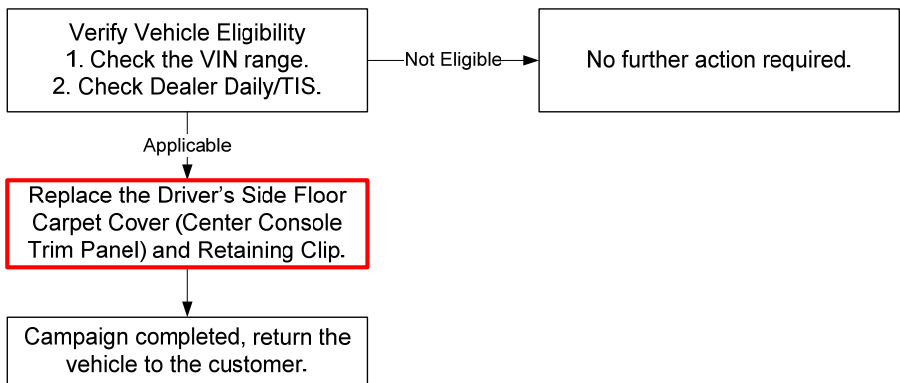 Verify Vehicle Eligibility
1. Check the VIN range.
2. Check Dealer Daily/TIS.
Not Eligible
No further action required.
Applicable
Replace the Driver's Side Floor
Carpet Cover (Center Console
Trim Panel) and Retaining Clip.
Campaign completed, return the
vehicle to the customer.